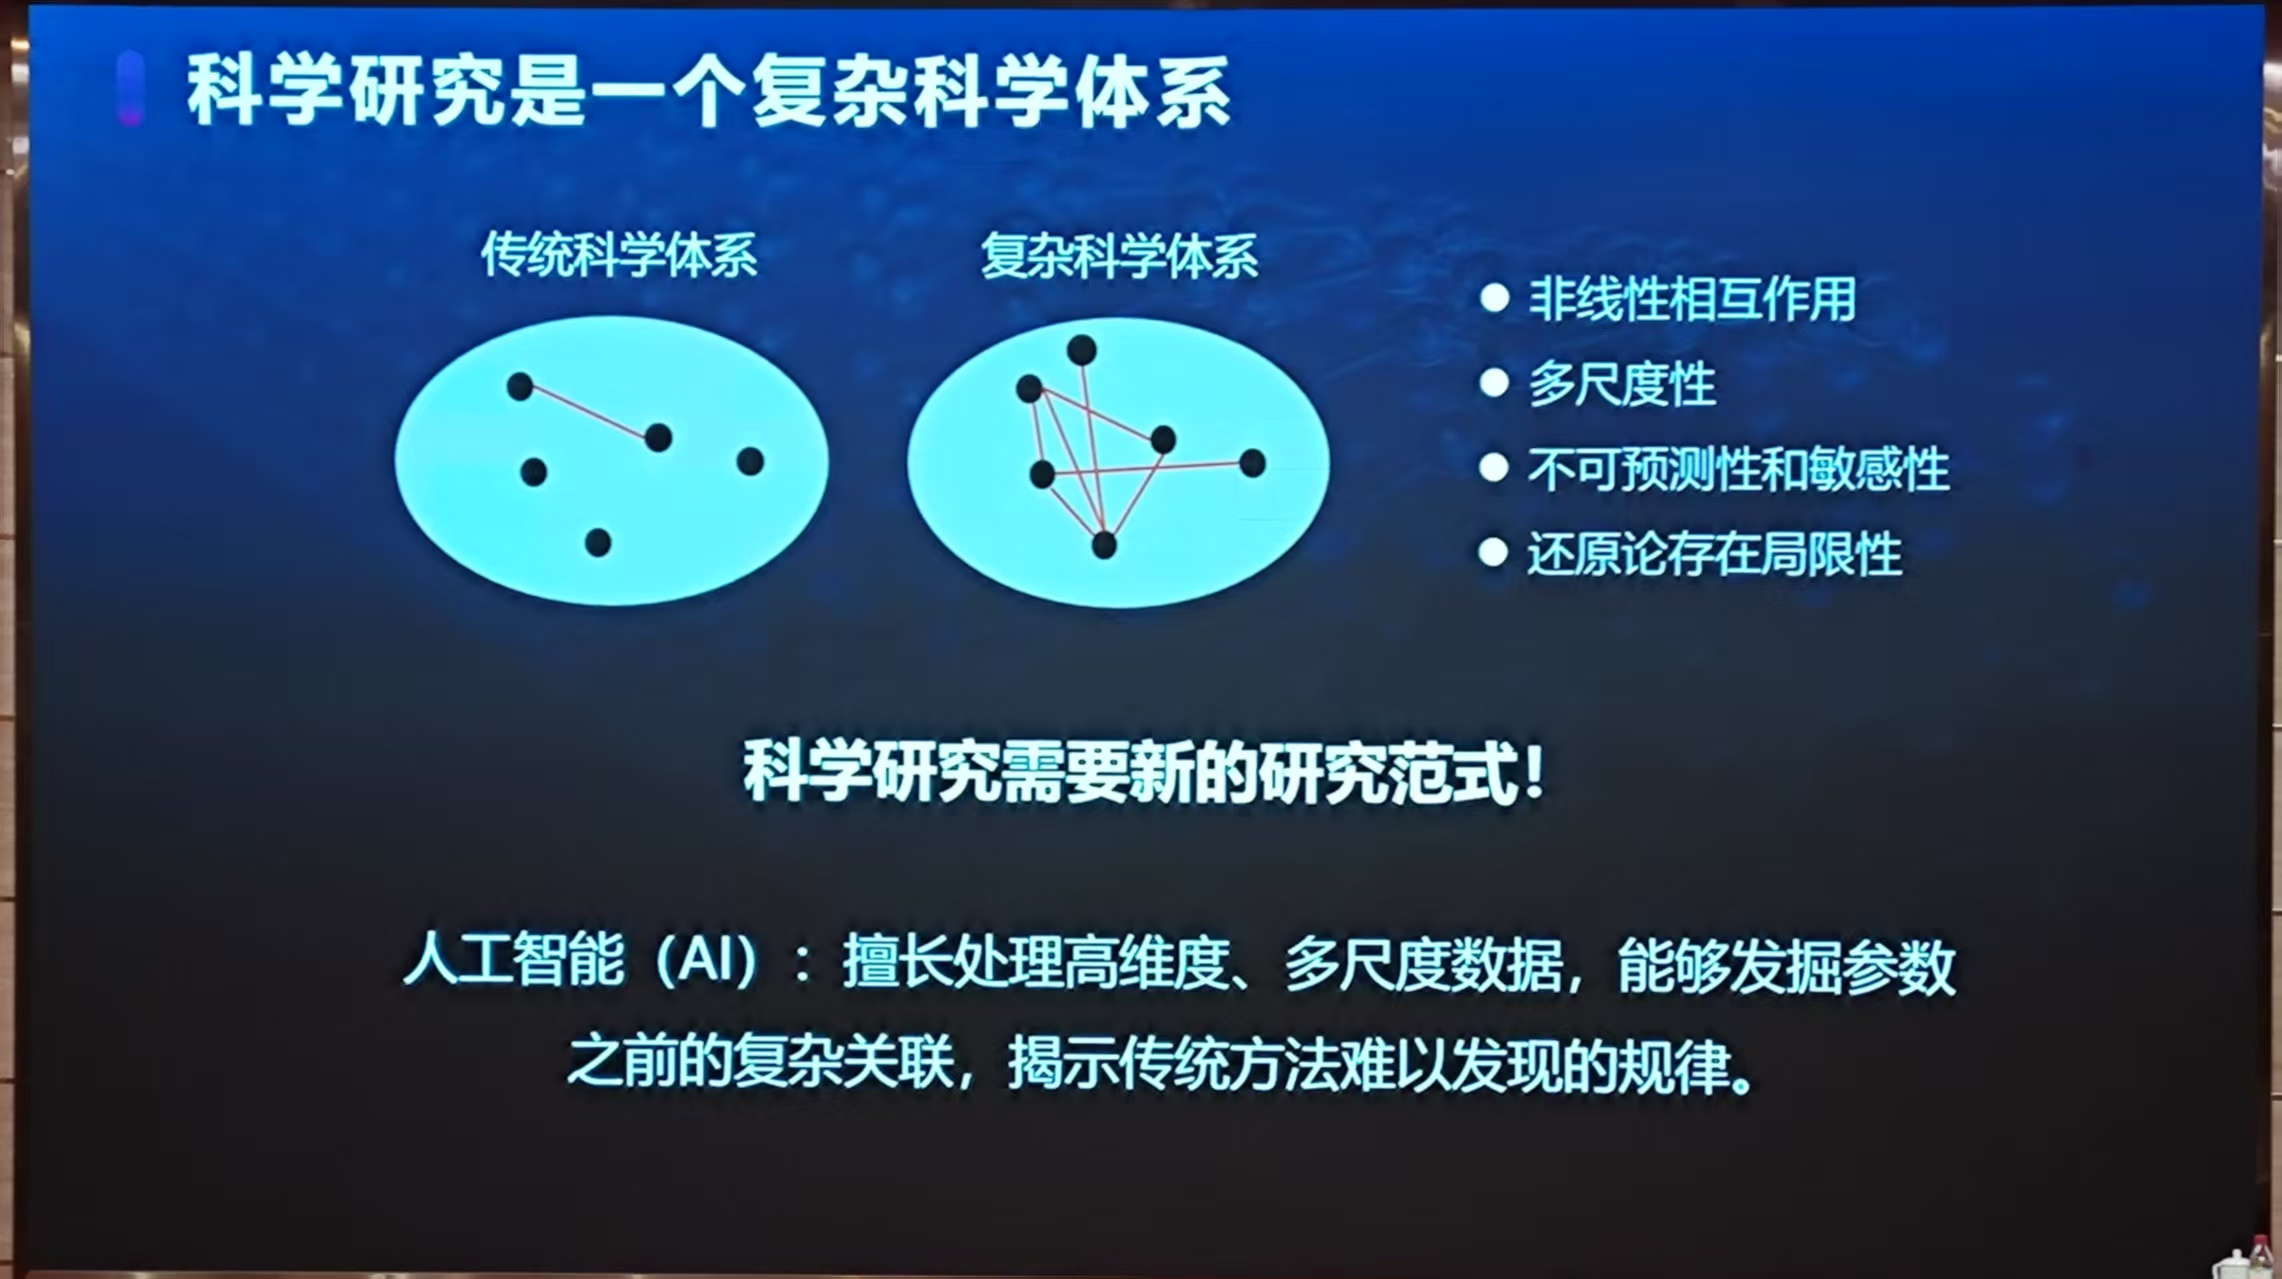 科学研究是一个复杂科学体系
传统科学体系
复杂科学体系
非线性相互作用
多尺度性
不可预测性和敏感性
还原论存在局限性
科学研究需要新的研究范式！
人工智能（AI）：擅长处理高维度、多尺度数据，能够发掘参数
之前的复杂关联，揭示传统方法难以发现的规律。